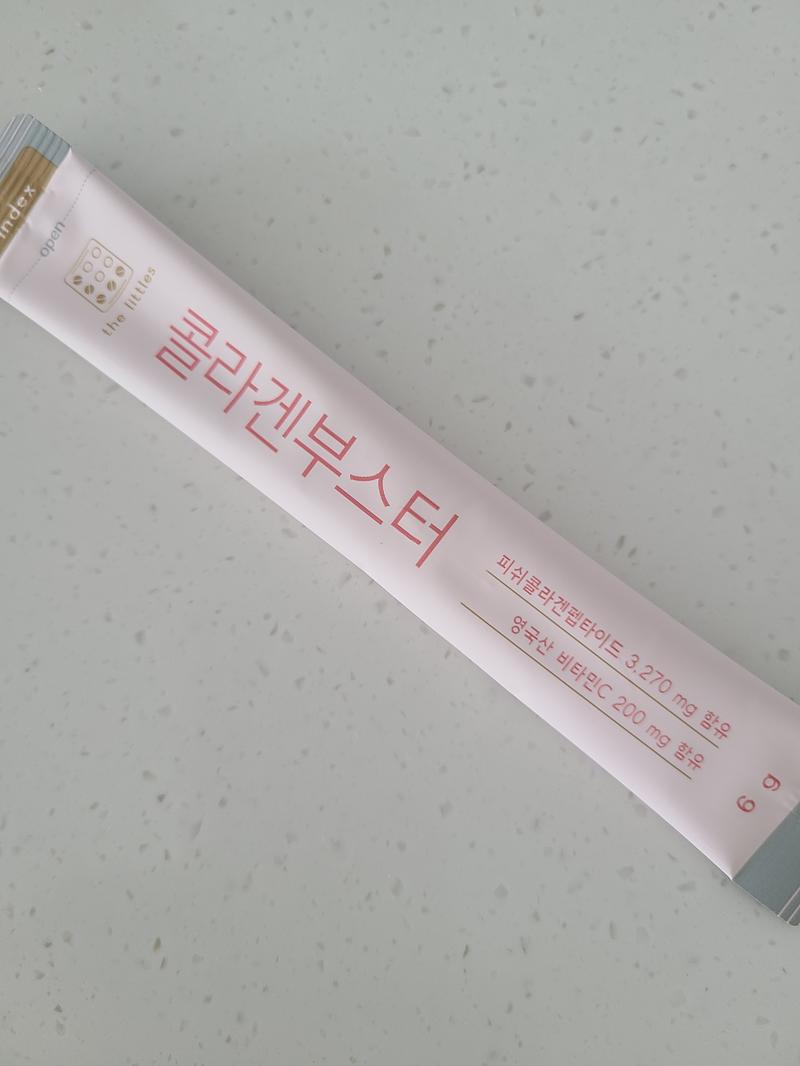 index
open
the littles
콜라겐부스터
피쉬콜라겐펩타이드 3,270 mg 함유
영국산 비타민C 200 mg 함유
6 g